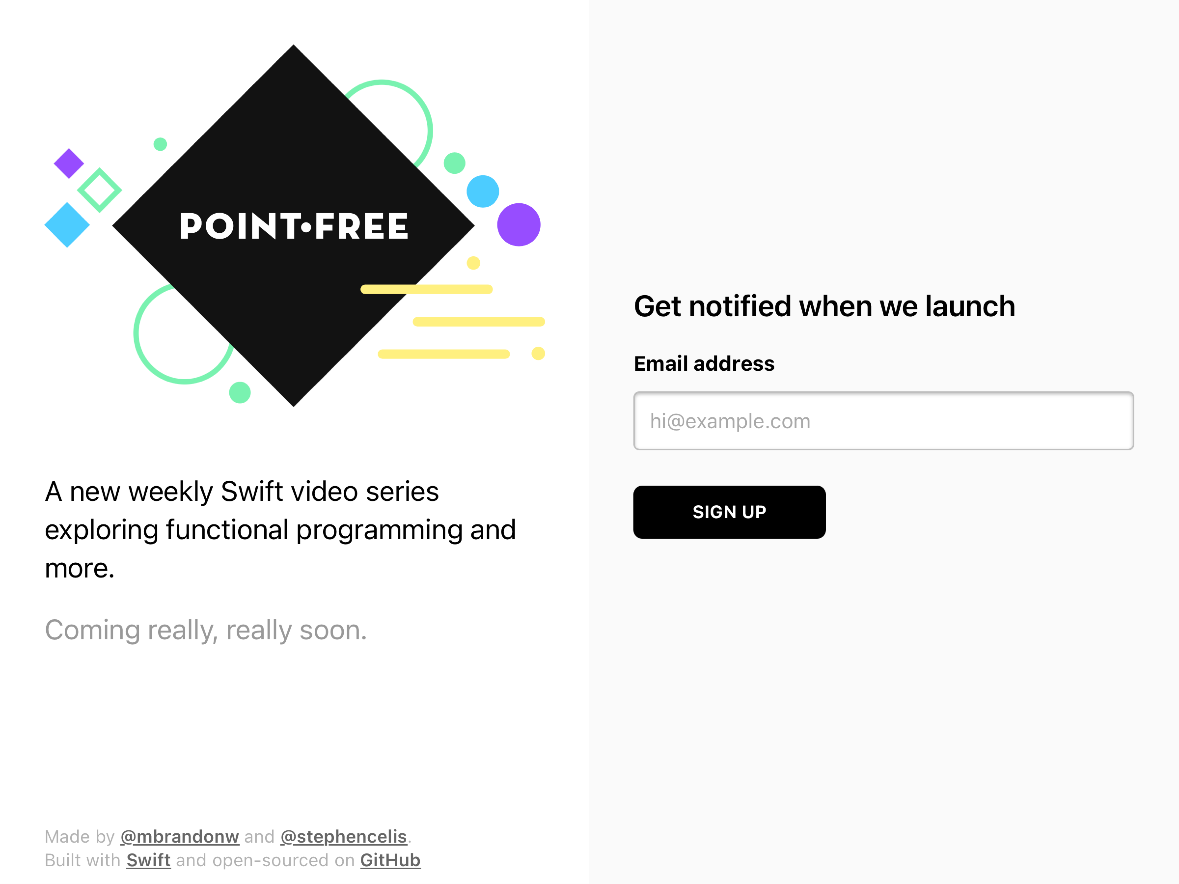 POINT•FREE
A new weekly Swift video series
exploring functional programming and
more.
Coming really, really soon.
Made by @mbrandonw and @stephencelis.
Built with Swift and open-sourced on GitHub
Get notified when we launch
Email address
hi@example.com
SIGN UP